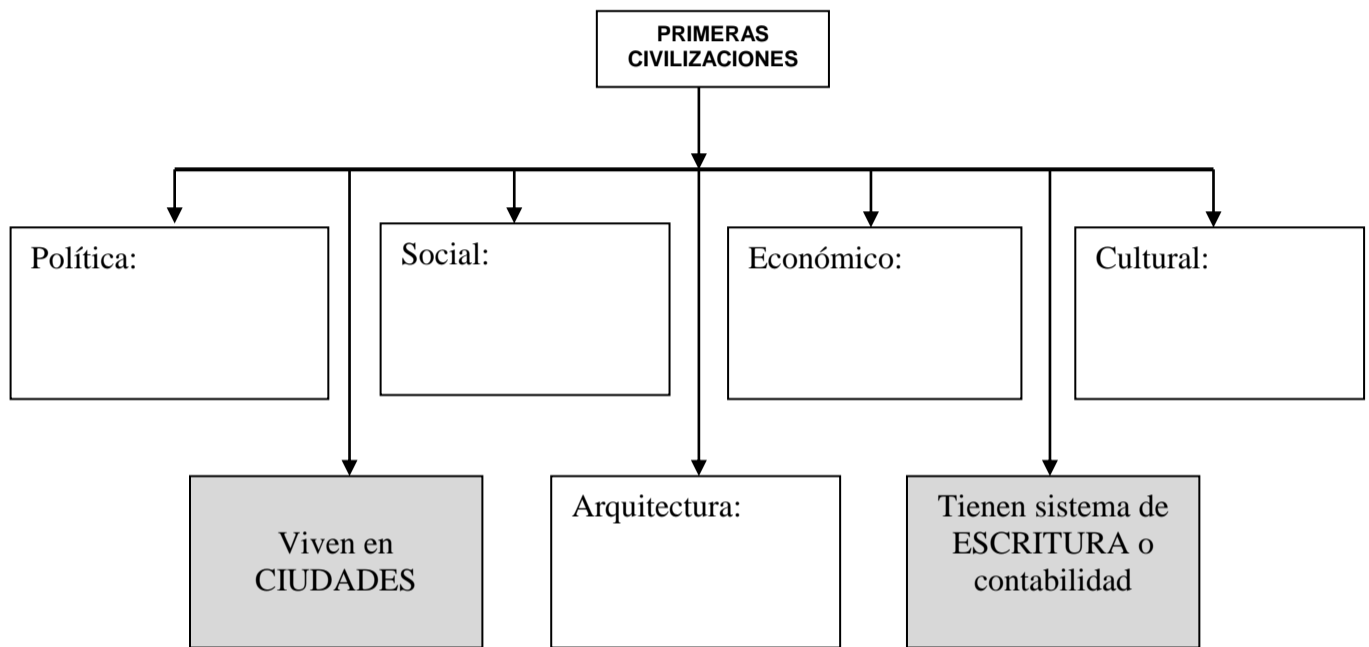 PRIMERAS
CIVILIZACIONES
Política:
Social:
Económico:
Cultural:
Viven en
CIUDADES
Arquitectura:
Tienen sistema de
ESCRITURA o
contabilidad